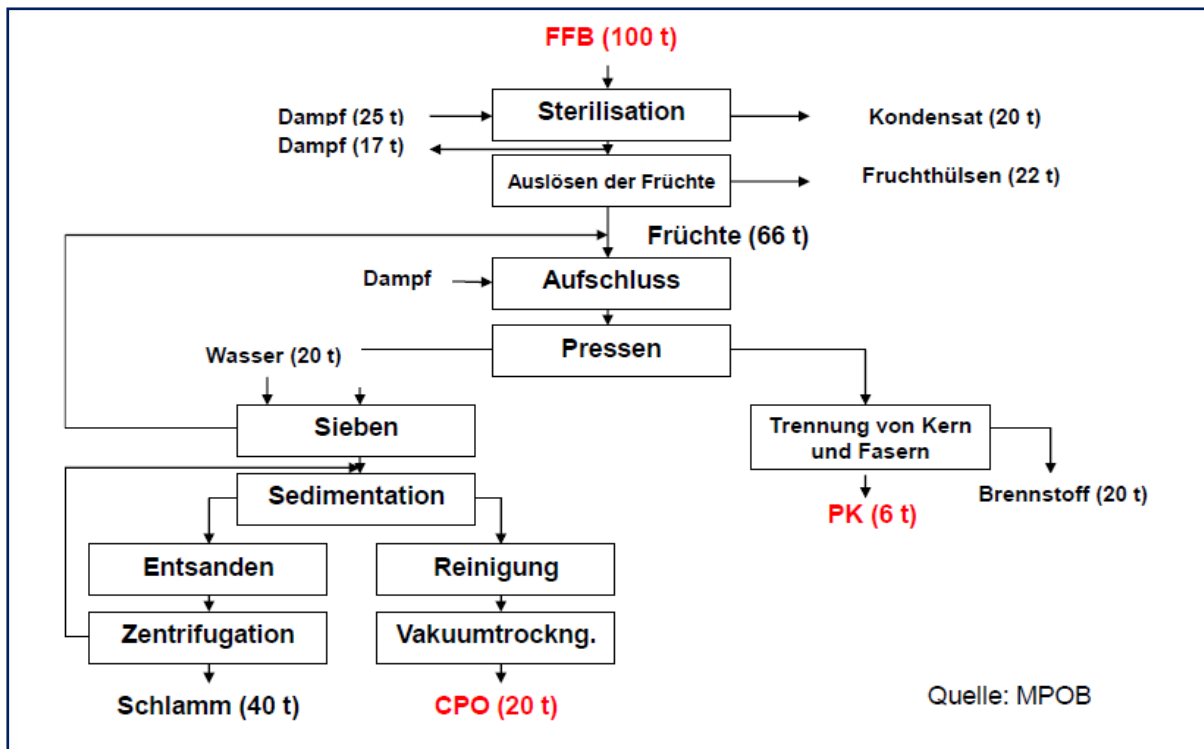 FFB (100 t)
Sterilisation
Dampf (25 t)
Kondensat (20 t)
Dampf (17 t)
Auslösen der Früchte
Fruchthülsen (22 t)
Früchte (66 t)
Dampf
Aufschluss
Pressen
Wasser (20 t)
Sieben
Trennung von Kern
und Fasern
Sedimentation
Brennstoff (20 t)
PK (6 t)
Entsanden
Reinigung
Zentrifugation
Vakuumtrockng.
Schlamm (40 t)
CPO (20 t)
Quelle: MPOB